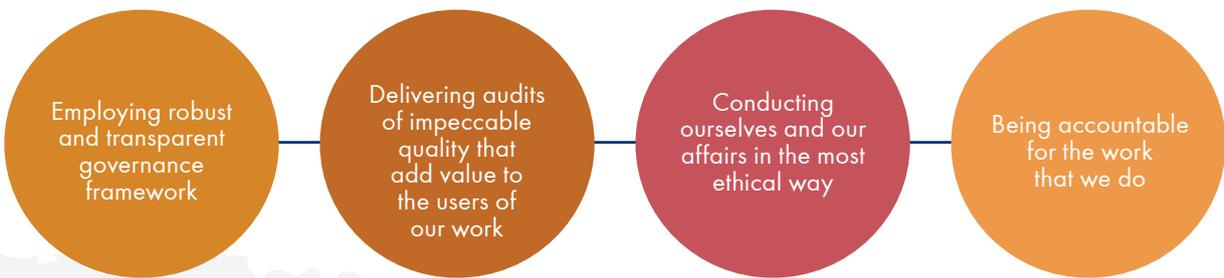 Employing robust
and transparent
governance
framework
Delivering audits
of impeccable
quality that
add value to
the users of
our work
Conducting
ourselves and our
affairs in the most
ethical way
Being accountable
for the work
that we do